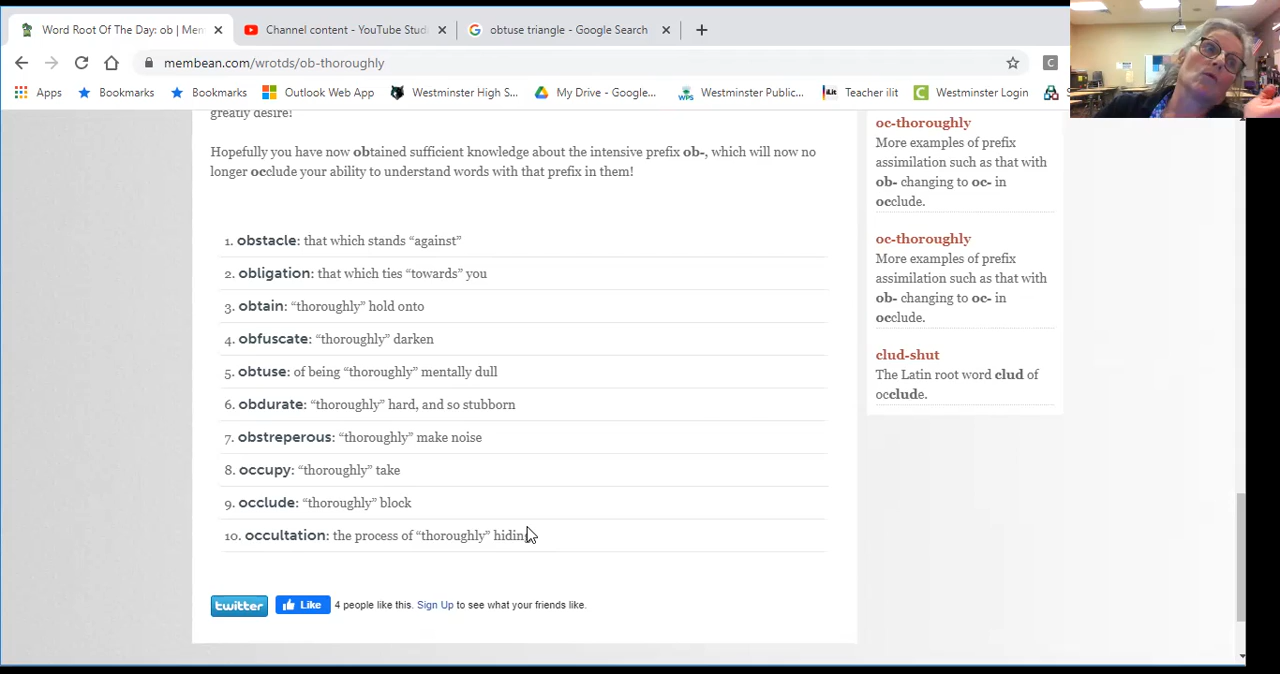 Word Root Of The Day: ob | Mem
Channel content - YouTube Studi
obtuse triangle - Google Search
membean.com/wrotds/ob-thoroughly
C
Apps
Bookmarks
Bookmarks
Outlook Web App
Westminster High S...
My Drive - Google...
WPS
Westminster Public...
iLit
Teacher ilit
C
Westminster Login
greatly desire!
Hopefully you have now obtained sufficient knowledge about the intensive prefix ob-, which will now no
longer occlude your ability to understand words with that prefix in them!
1. obstacle: that which stands “against”
2. obligation: that which ties “towards” you
3. obtain: “thoroughly” hold onto
4. obfuscate: “thoroughly” darken
5. obtuse: of being “thoroughly” mentally dull
6. obdurate: “thoroughly” hard, and so stubborn
7. obstreperous: “thoroughly” make noise
8. occupy: “thoroughly” take
9. occlude: “thoroughly” block
10. occultation: the process of “thoroughly” hiding
twitter
Like
4 people like this. Sign Up to see what your friends like.
oc-thoroughly
More examples of prefix
assimilation such as that with
ob- changing to oc- in
occlude.
oc-thoroughly
More examples of prefix
assimilation such as that with
ob- changing to oc- in
occlude.
clud-shut
The Latin root word clud of
occlude.